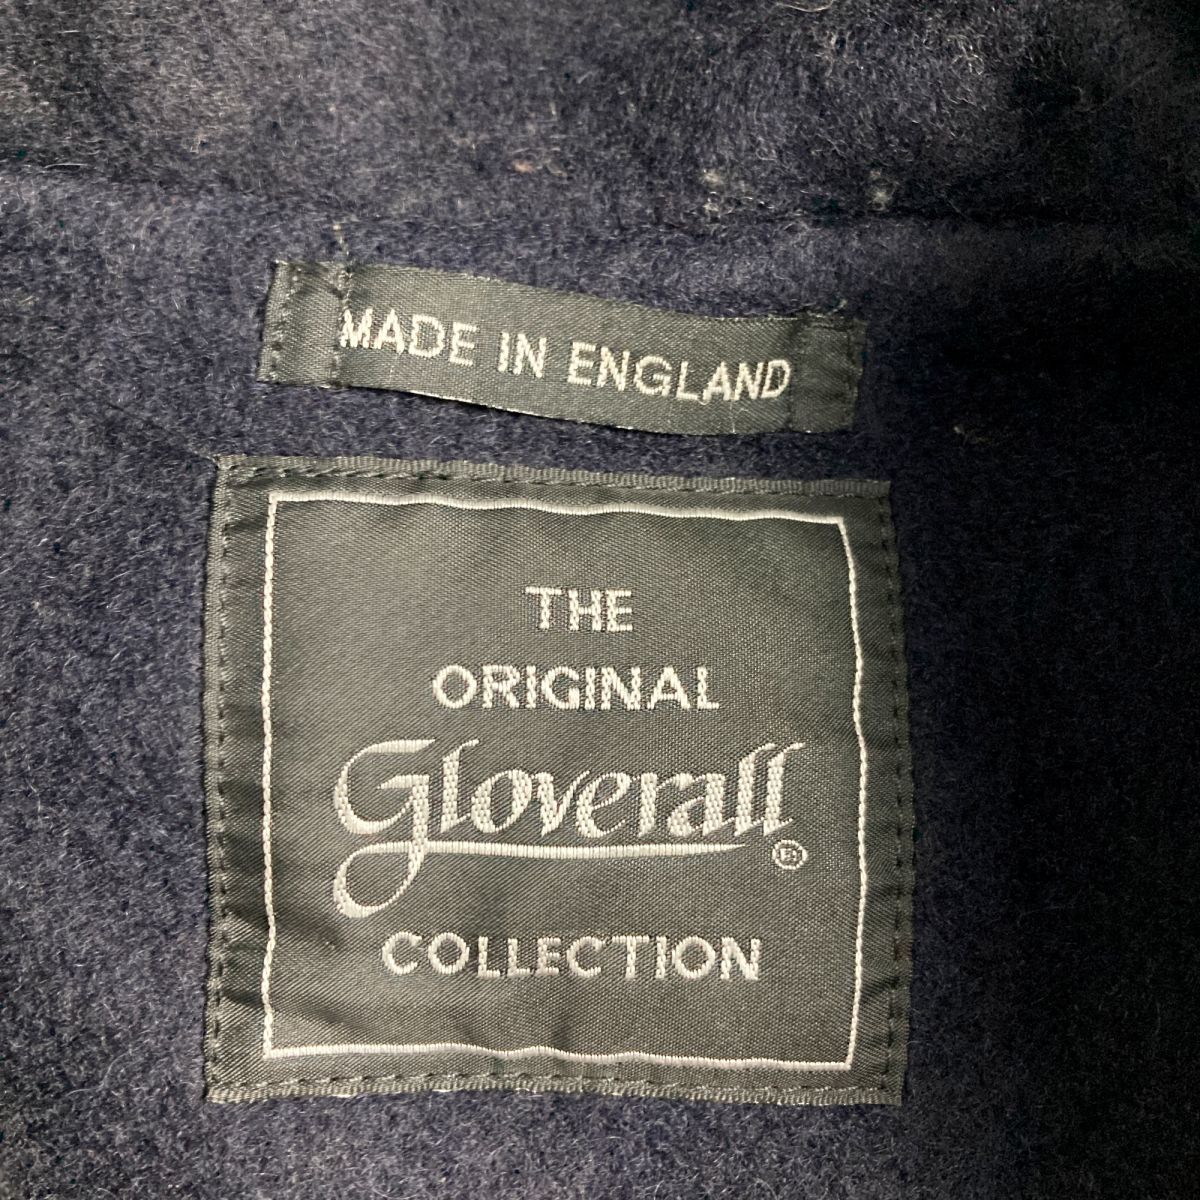 MADE IN ENGLAND
THE
ORIGINAL
Gloverall®
COLLECTION